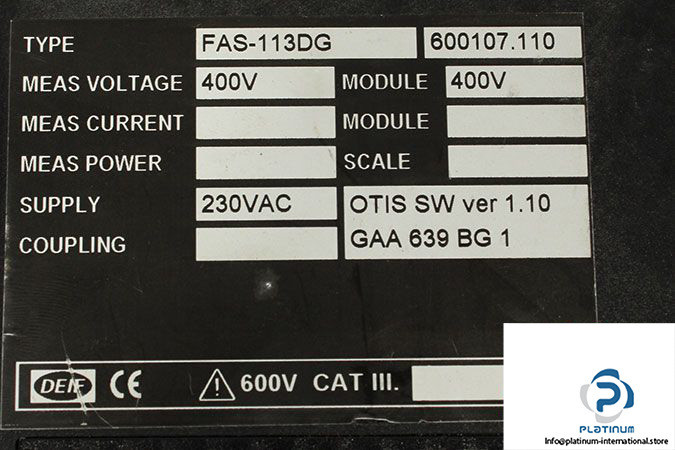 TYPE FAS-113DG 600107.110
MEAS VOLTAGE 400V MODULE 400V
MEAS CURRENT MODULE
MEAS POWER SCALE
SUPPLY 230VAC OTIS SW ver 1.10
COUPLING GAA 639 BG 1
DEIF CE 600V CAT III.
PLATINUM
Info@platinum-international.store